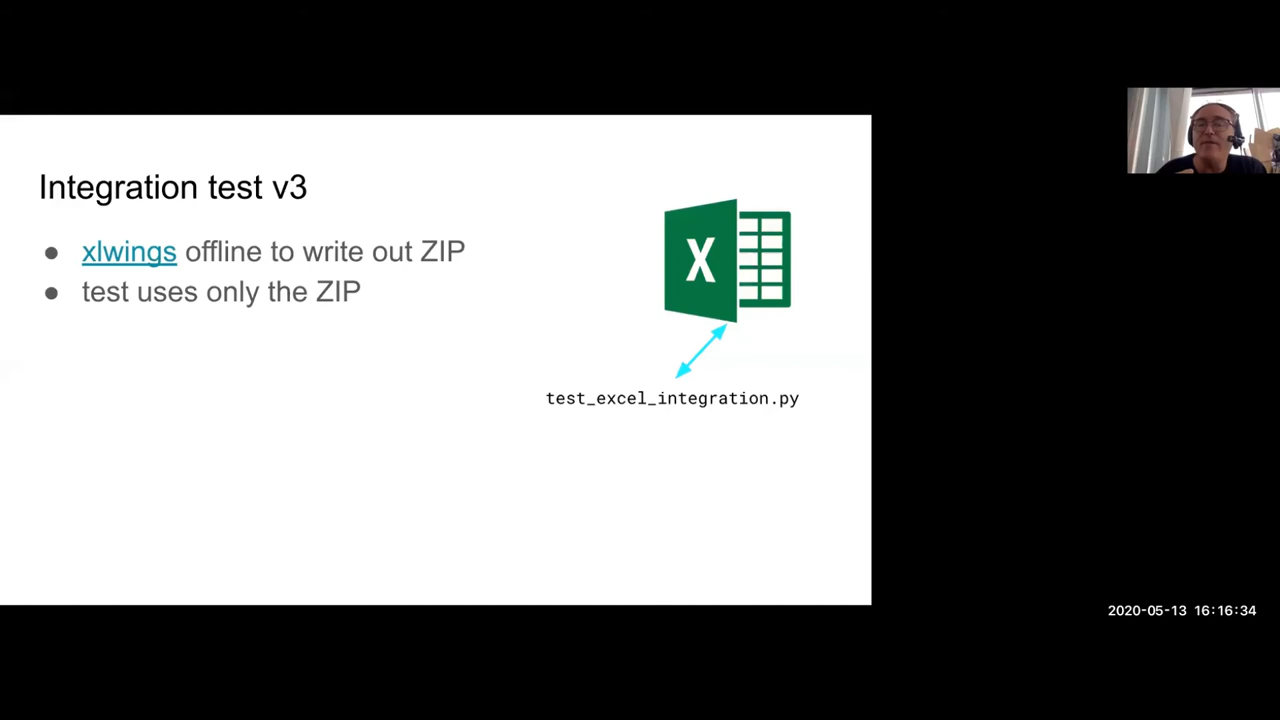 Integration test v3
● xlwings offline to write out ZIP
● test uses only the ZIP
X
test_excel_integration.py
2020-05-13 16:16:34